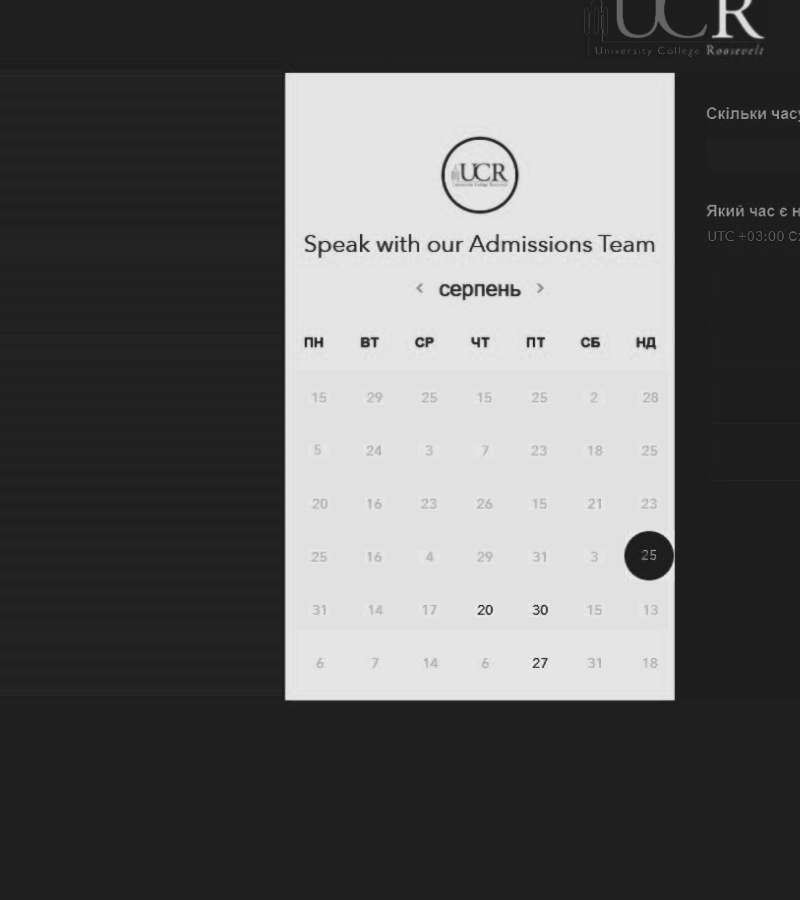 UCR
University College Roosevelt
UCR
Speak with our Admissions Team
< серпень >
ПН ВТ СР ЧТ ПТ СБ НД
15 29 25 15 25 2 28
5 24 3 7 23 18 25
20 16 23 26 15 21 23
25 16 4 29 31 3 25
31 14 17 20 30 15 13
6 7 14 6 27 31 18
Скільки часу
Який час є н
UTC +03:00